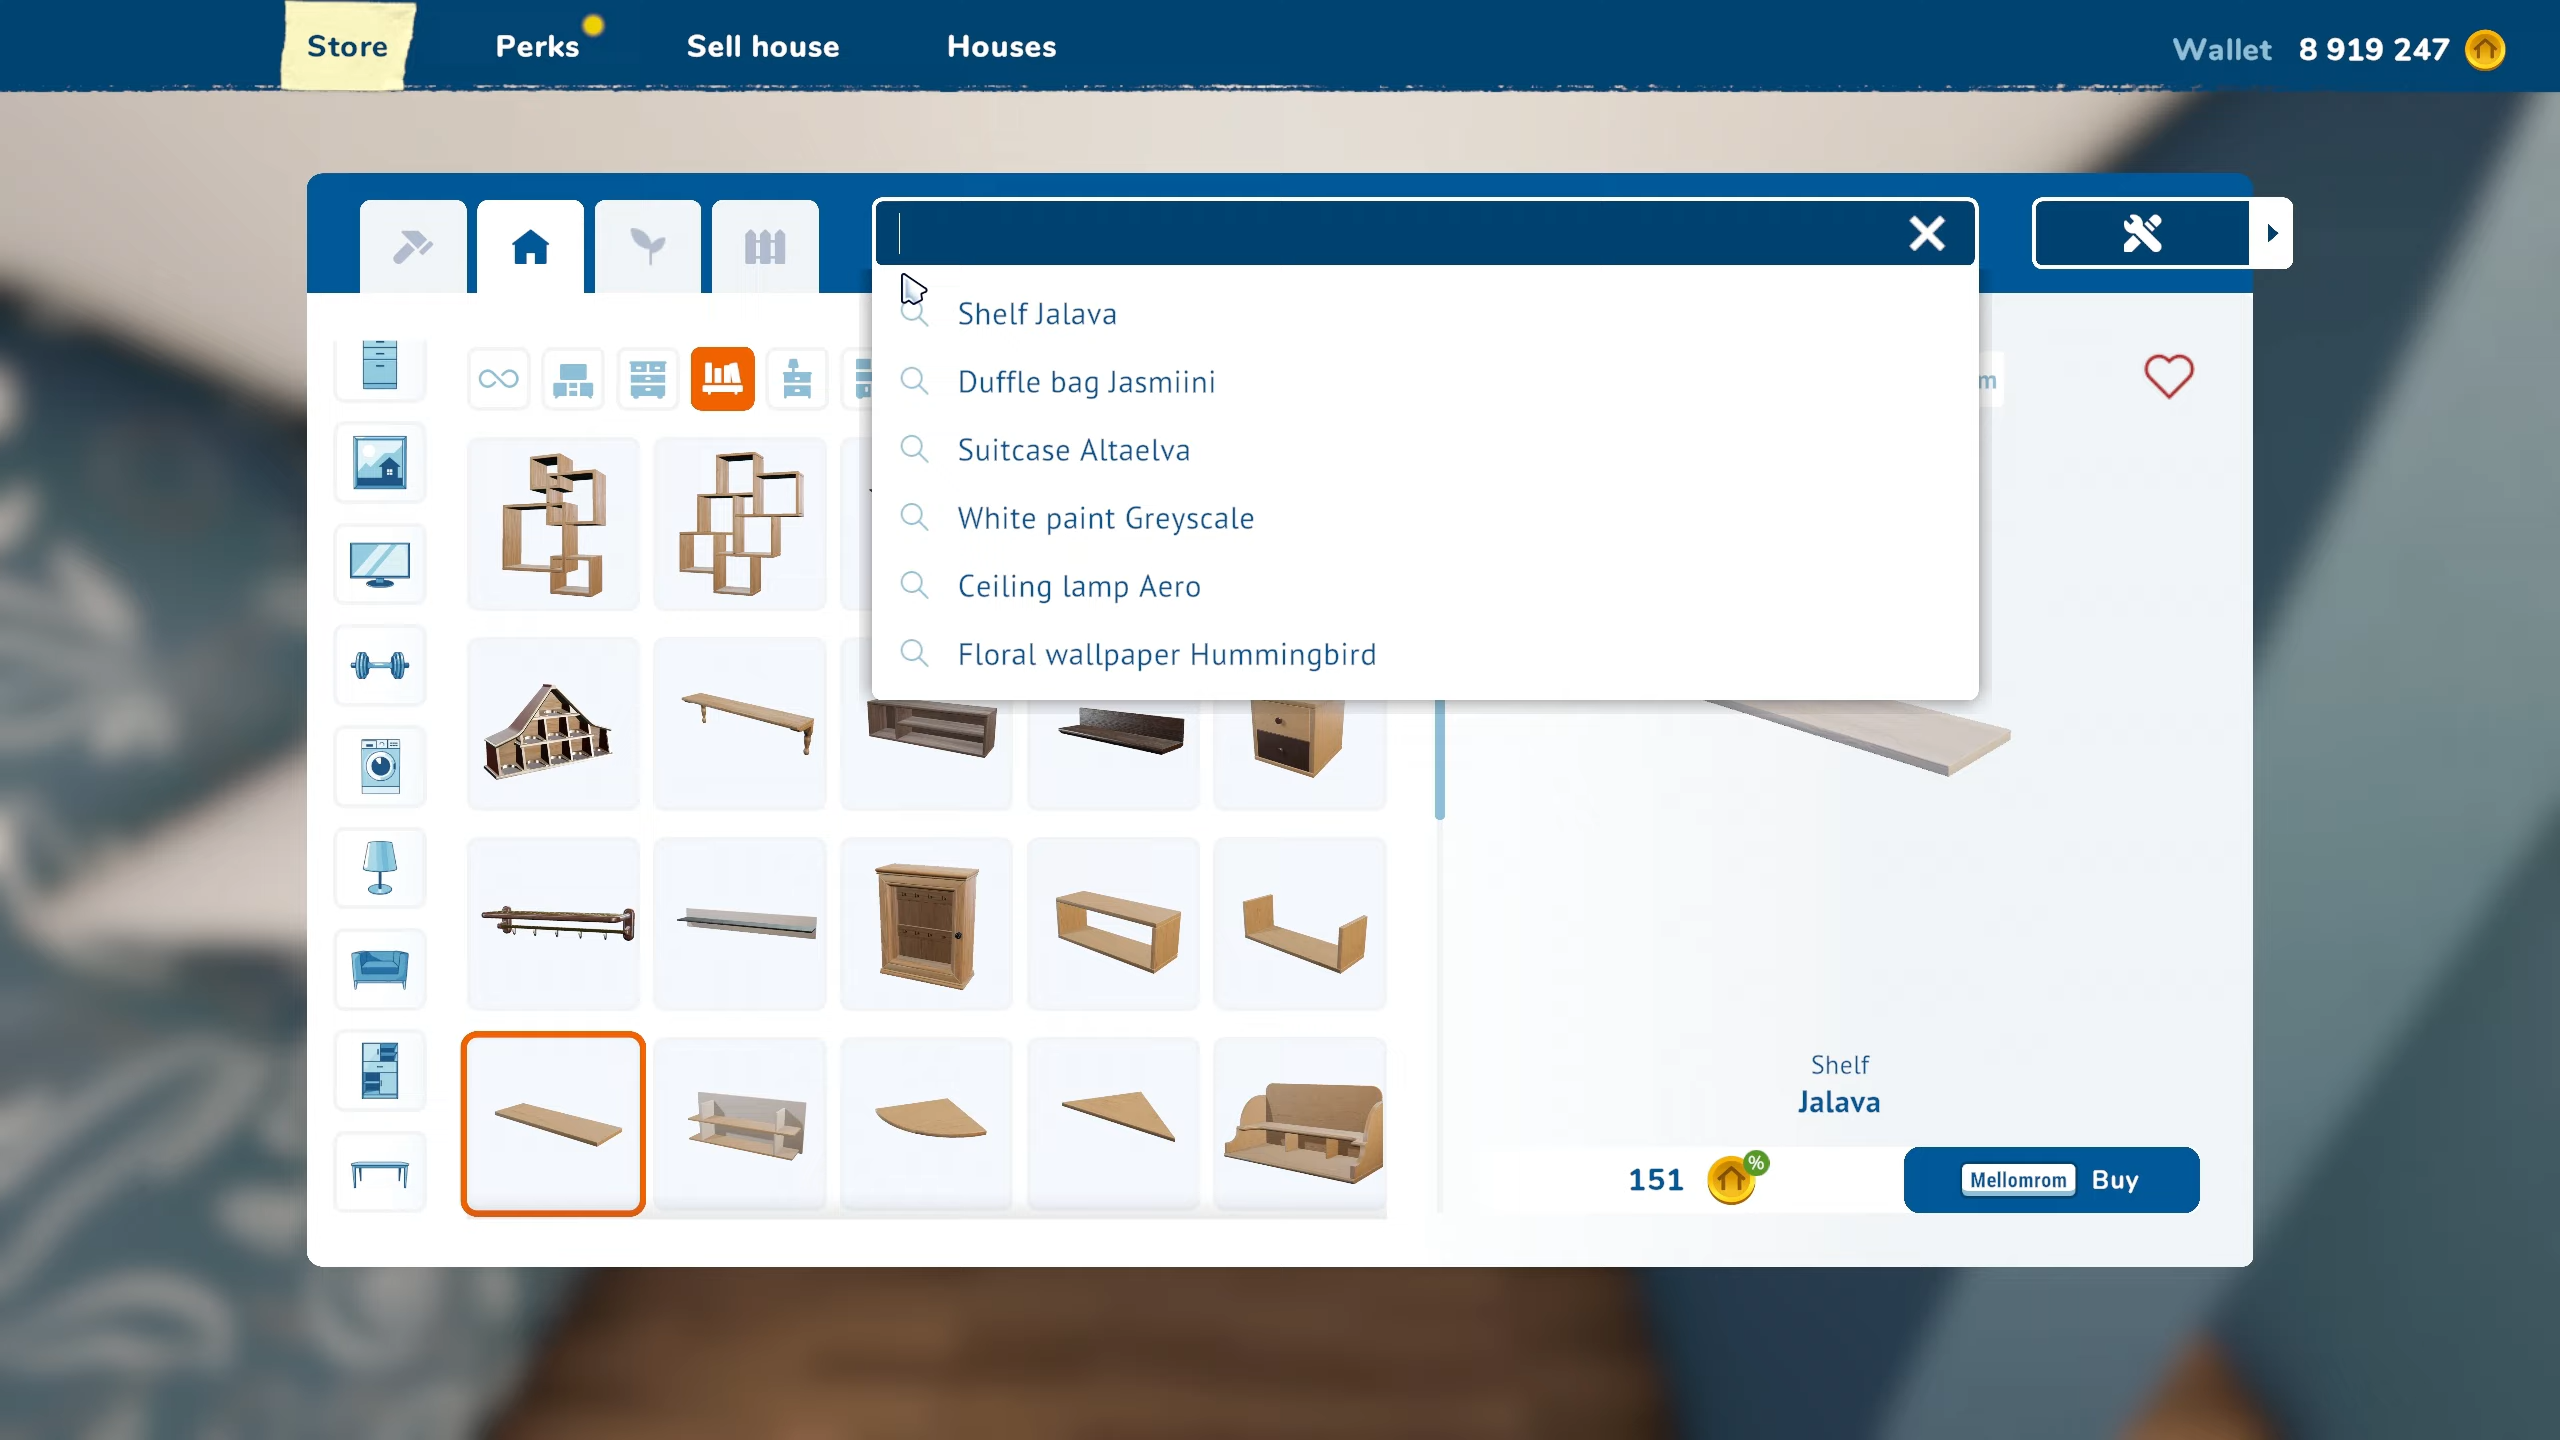 Store
Perks
Sell house
Houses
Wallet 8 919 247
Shelf Jalava
Duffle bag Jasmiini
Suitcase Altaelva
White paint Greyscale
Ceiling lamp Aero
Floral wallpaper Hummingbird
m
Shelf
Jalava
151
%
Mellomrom Buy